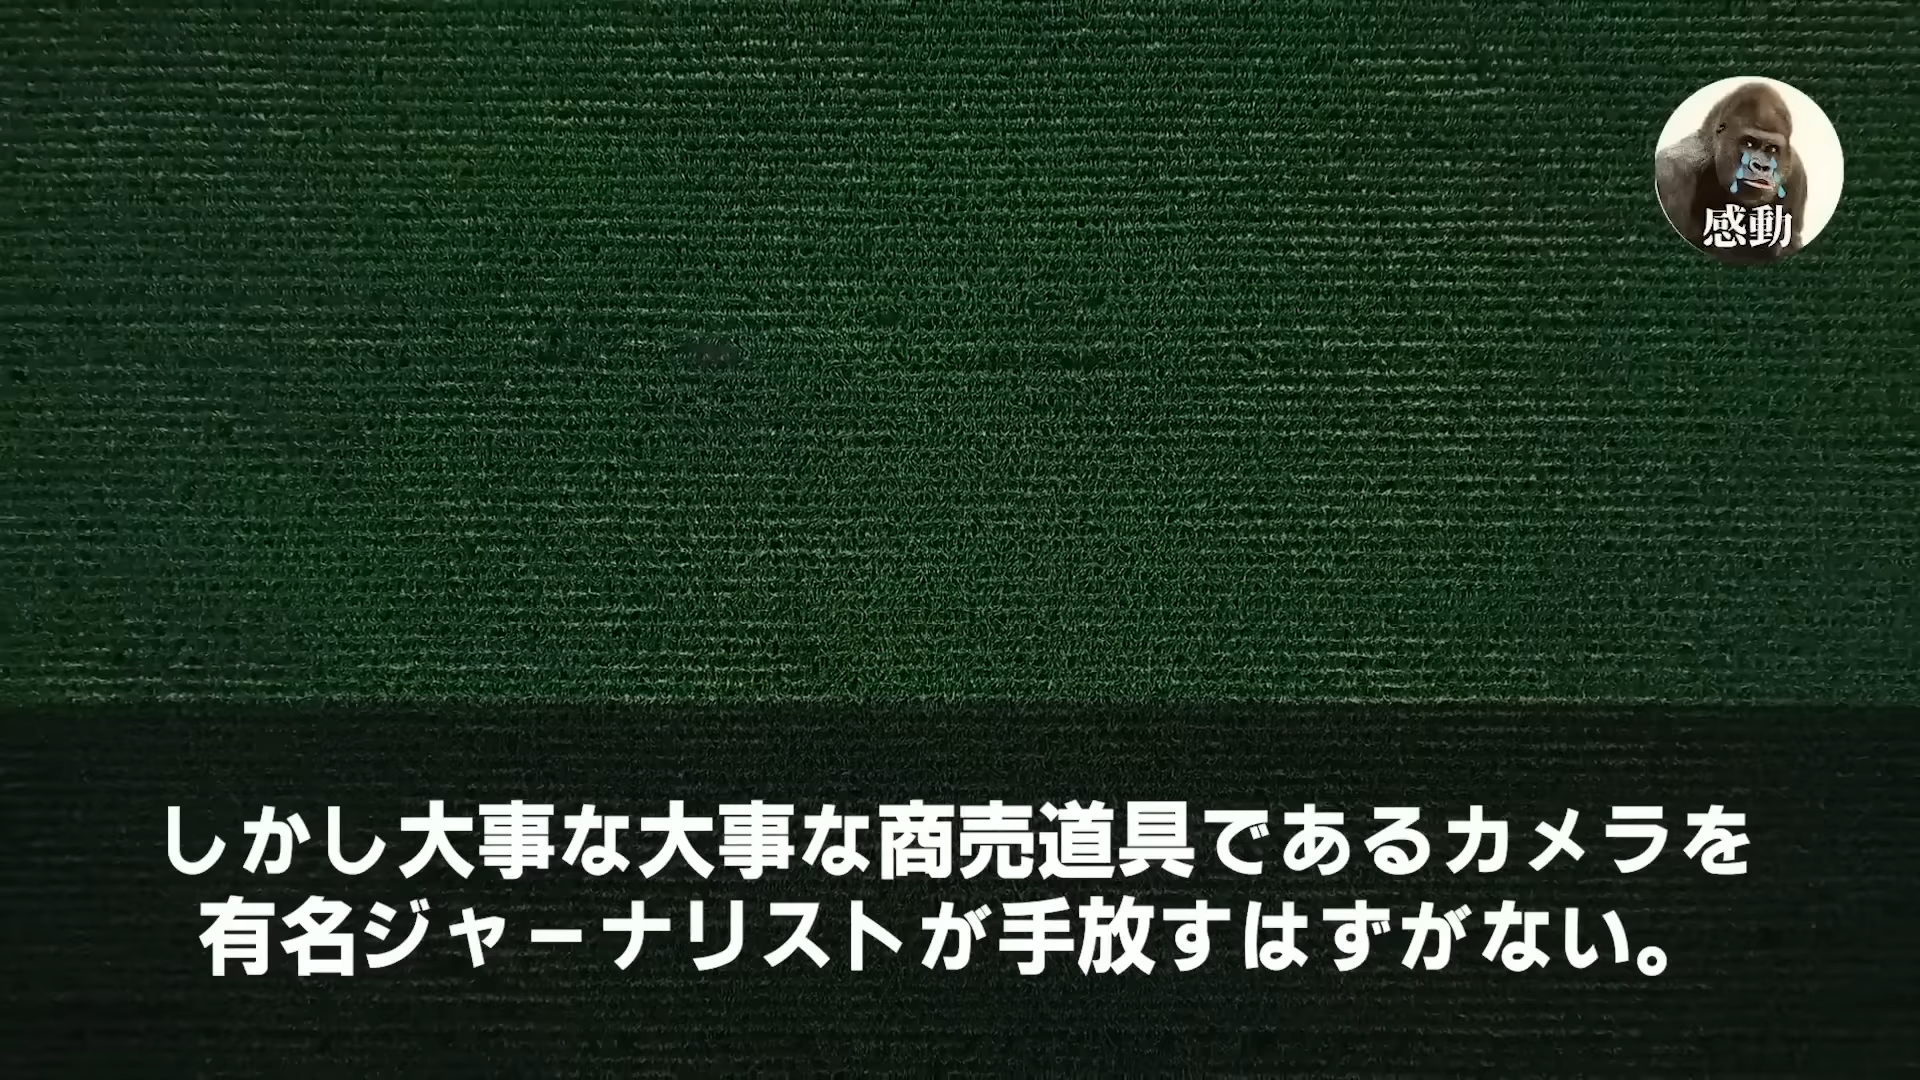 感動
しかし大事な大事な商売道具であるカメラを
有名ジャーナリストが手放すはずがない。